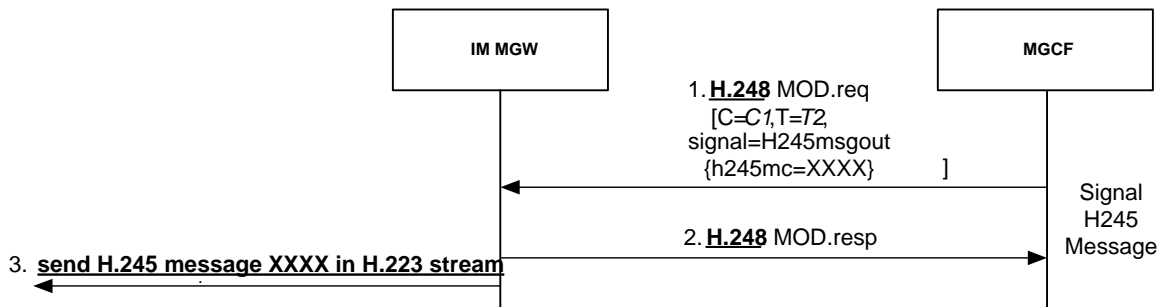 IM MGW
MGCF
1. H.248 MOD.req
[C=C1,T=T2,
signal=H245msgout
{h245mc=XXXX} ]
Signal
H245
Message
2. H.248 MOD.resp
3. send H.245 message XXXX in H.223 stream